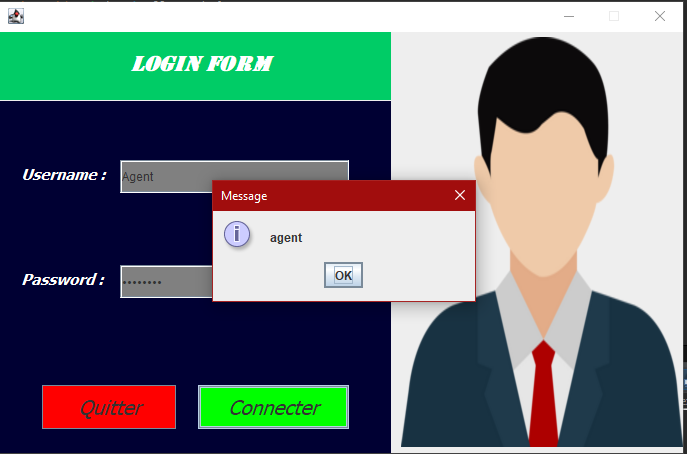 LOGIN FORM
Username :
Agent
Message
agent
OK
Password :
••••••••
Quitter
Connecter